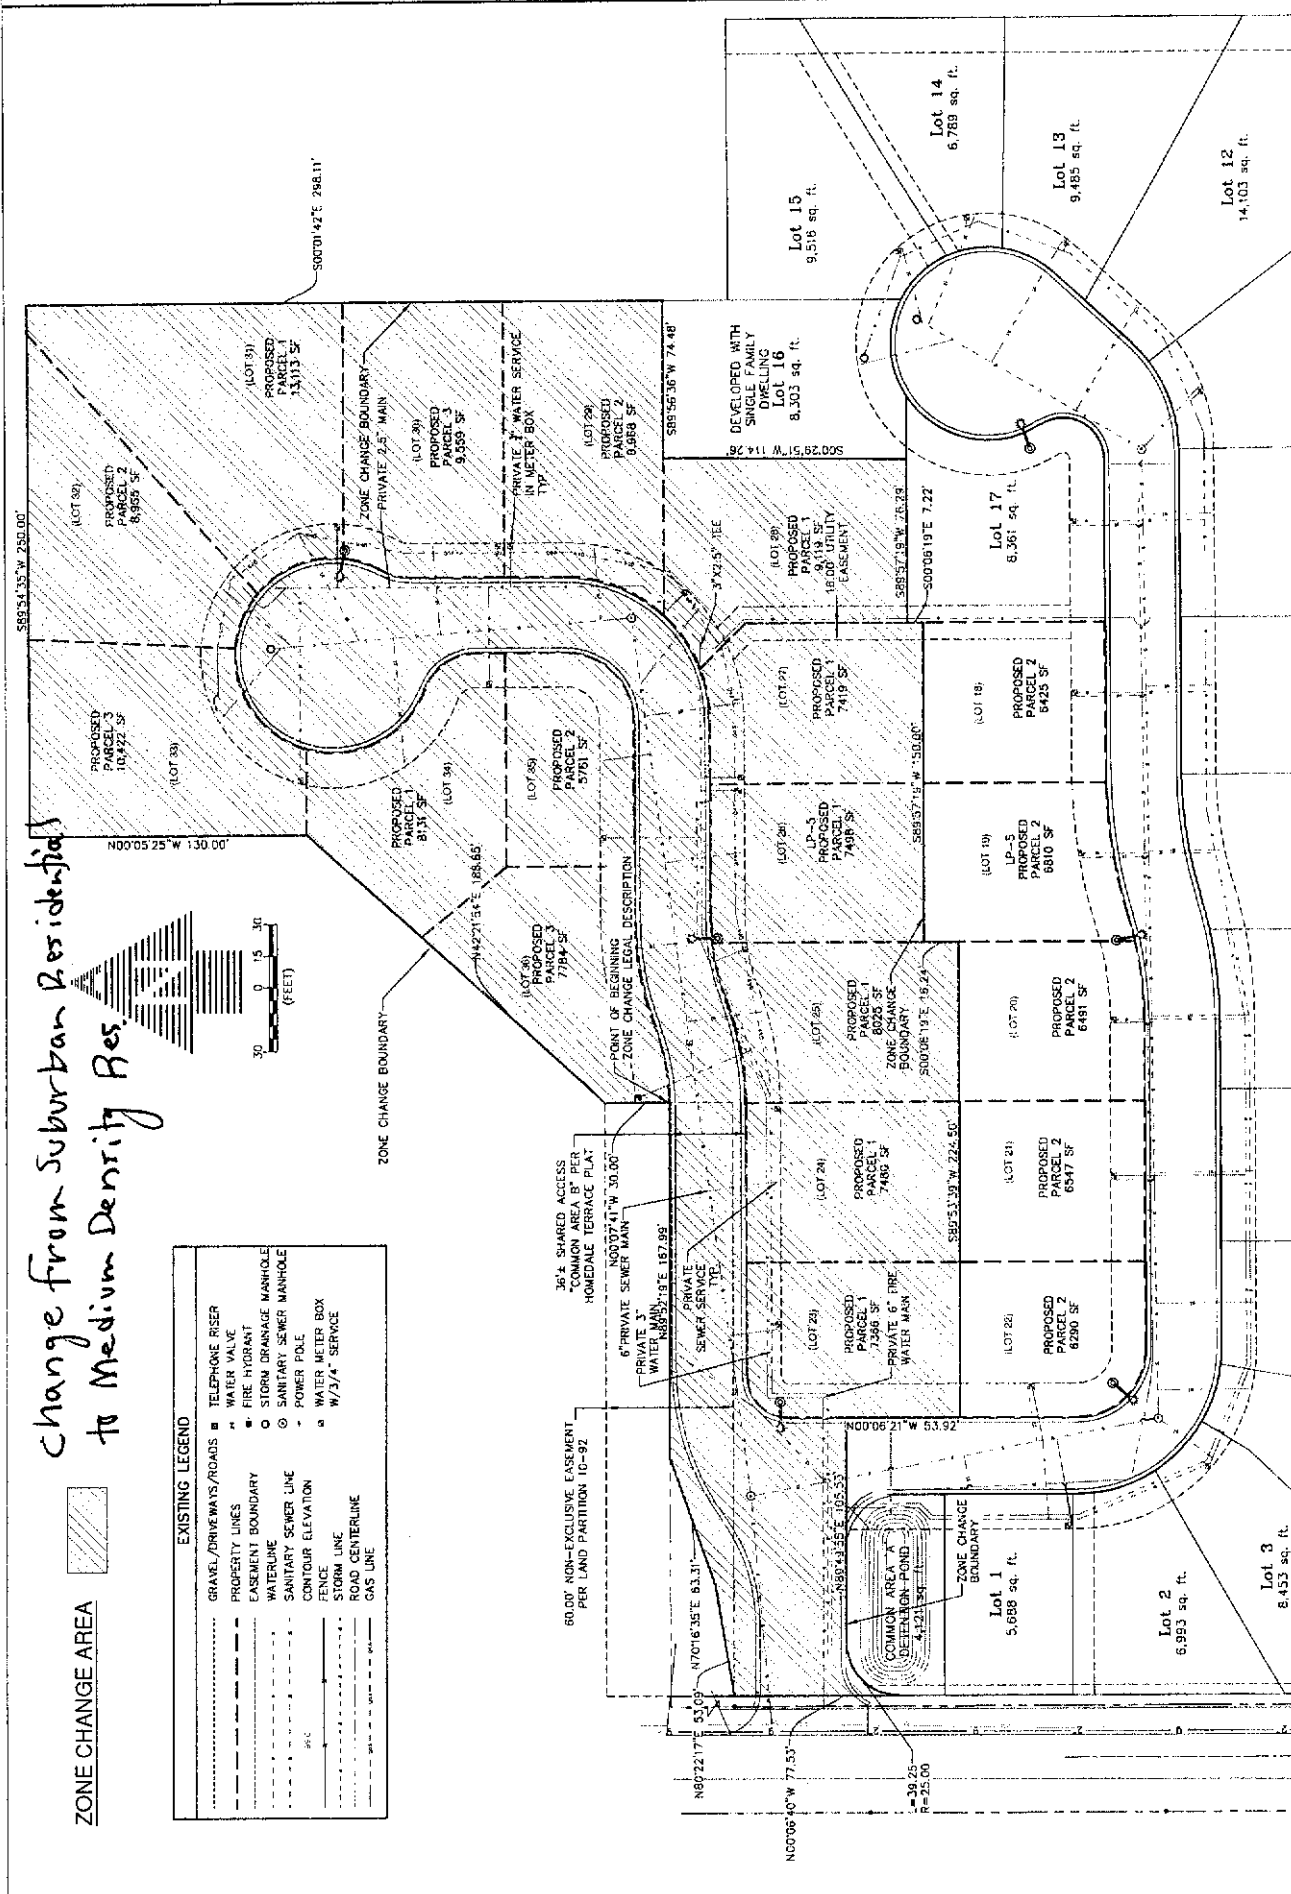 Change from Suburban Residential
to Medium Density Res.
ZONE CHANGE AREA
30 15 0 15 30
(FEET)
EXISTING LEGEND
GRAVEL/DRIVEWAYS/ROADS
PROPERTY LINES
EASEMENT BOUNDARY
WATERLINE
SANITARY SEWER LINE
CONTOUR ELEVATION
FENCE
STORM LINE
ROAD CENTERLINE
GAS LINE
TELEPHONE RISER
WATER VALVE
FIRE HYDRANT
STORM DRAINAGE MANHOLE
SANITARY SEWER MANHOLE
POWER POLE
WATER METER BOX
W/3/4" SERVICE
S89°54'35"W 250.00'
S00°01'42"E 298.11'
N00°05'25"W 130.00'
(LOT 33)
PROPOSED
PARCEL 3
10,422 SF
(LOT 32)
PROPOSED
PARCEL 2
8,955 SF
(LOT 31)
PROPOSED
PARCEL 1
13,113 SF
ZONE CHANGE BOUNDARY
PRIVATE 2.5" MAIN
(LOT 30)
PROPOSED
PARCEL 3
9,559 SF
IN METER BOX
TYP
(LOT 29)
PROPOSED
PARCEL 2
S89°56'36"W 74.48'
(LOT 34)
PROPOSED
PARCEL 1
8131 SF
(LOT 35)
PROPOSED
PARCEL 2
5761 SF
N42°21'54"E 188.65'
(LOT 36)
PROPOSED
PARCEL 3
7784 SF
ZONE CHANGE BOUNDARY
POINT OF BEGINNING
ZONE CHANGE LEGAL DESCRIPTION
3"X2.5" TEE
DEVELOPED WITH
SINGLE FAMILY
DWELLING
Lot 16
8,303 sq. ft.
S00°29'51"W 114.26'
(LOT 28)
PROPOSED
PARCEL 1
9,119 SF
UTILITY
EASEMENT
S89°57'19"W 76.29'
S00°06'19"E 7.22'
(LOT 27)
PROPOSED
PARCEL 1
7419 SF
(LOT 26)
LP-5
PROPOSED
PARCEL 1
7498 SF
S89°57'19"W 150.00'
(LOT 25)
PROPOSED
PARCEL 1
8025 SF
ZONE CHANGE
BOUNDARY
S00°06'19"E 16.24'
(LOT 24)
PROPOSED
PARCEL 1
7480 SF
S89°53'39"W 224.50'
(LOT 23)
PROPOSED
PARCEL 1
7366 SF
PRIVATE 6" FIRE
WATER MAIN
36'± SHARED ACCESS
"COMMON AREA B" PER
HOMEDALE TERRACE PLAT
N00°07'41"W 30.00'
6" PRIVATE SEWER MAIN
PRIVATE 3"
WATER MAIN
N89°52'19"E 167.99'
PRIVATE
SEWER SERVICE
TYP.
60.00' NON-EXCLUSIVE EASEMENT
PER LAND PARTITION 10-92
N70°16'35"E 63.31'
N80°22'17"E 53.09'
N00°06'40"W 77.53'
R=25.00
N00°06'21"W 53.92'
COMMON AREA A
DETENTION POND
4,121 sq. ft.
ZONE CHANGE
BOUNDARY
Lot 15
9,516 sq. ft.
Lot 14
6,789 sq. ft.
Lot 13
9,485 sq. ft.
Lot 12
14,103 sq. ft.
Lot 17
8,361 sq. ft.
(LOT 18)
PROPOSED
PARCEL 2
6425 SF
(LOT 19)
LP-5
PROPOSED
PARCEL 2
6810 SF
(LOT 20)
PROPOSED
PARCEL 2
6491 SF
(LOT 21)
PROPOSED
PARCEL 2
6547 SF
(LOT 22)
PROPOSED
PARCEL 2
6290 SF
Lot 1
5,688 sq. ft.
Lot 2
6,993 sq. ft.
Lot 3
8,453 sq. ft.